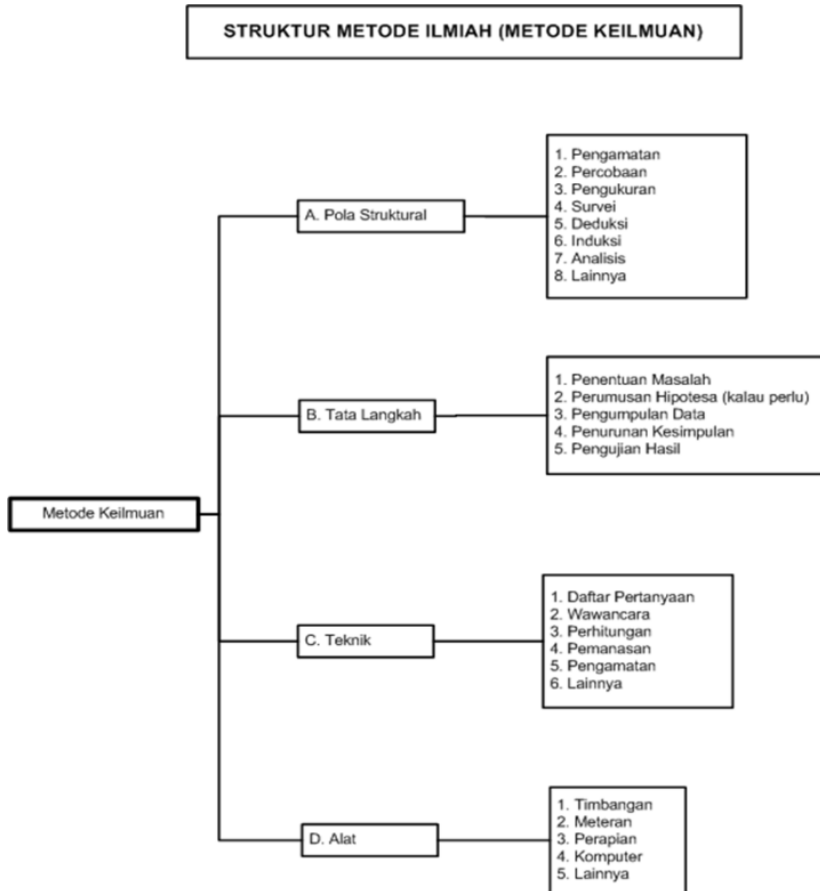 STRUKTUR METODE ILMIAH (METODE KEILMUAN)
A. Pola Struktural
1. Pengamatan
2. Percobaan
3. Pengukuran
4. Survei
5. Deduksi
6. Induksi
7. Analisis
8. Lainnya
B. Tata Langkah
1. Penentuan Masalah
2. Perumusan Hipotesa (kalau perlu)
3. Pengumpulan Data
4. Penurunan Kesimpulan
5. Pengujian Hasil
Metode Keilmuan
C. Teknik
1. Daftar Pertanyaan
2. Wawancara
3. Perhitungan
4. Pemanasan
5. Pengamatan
6. Lainnya
D. Alat
1. Timbangan
2. Meteran
3. Perapian
4. Komputer
5. Lainnya